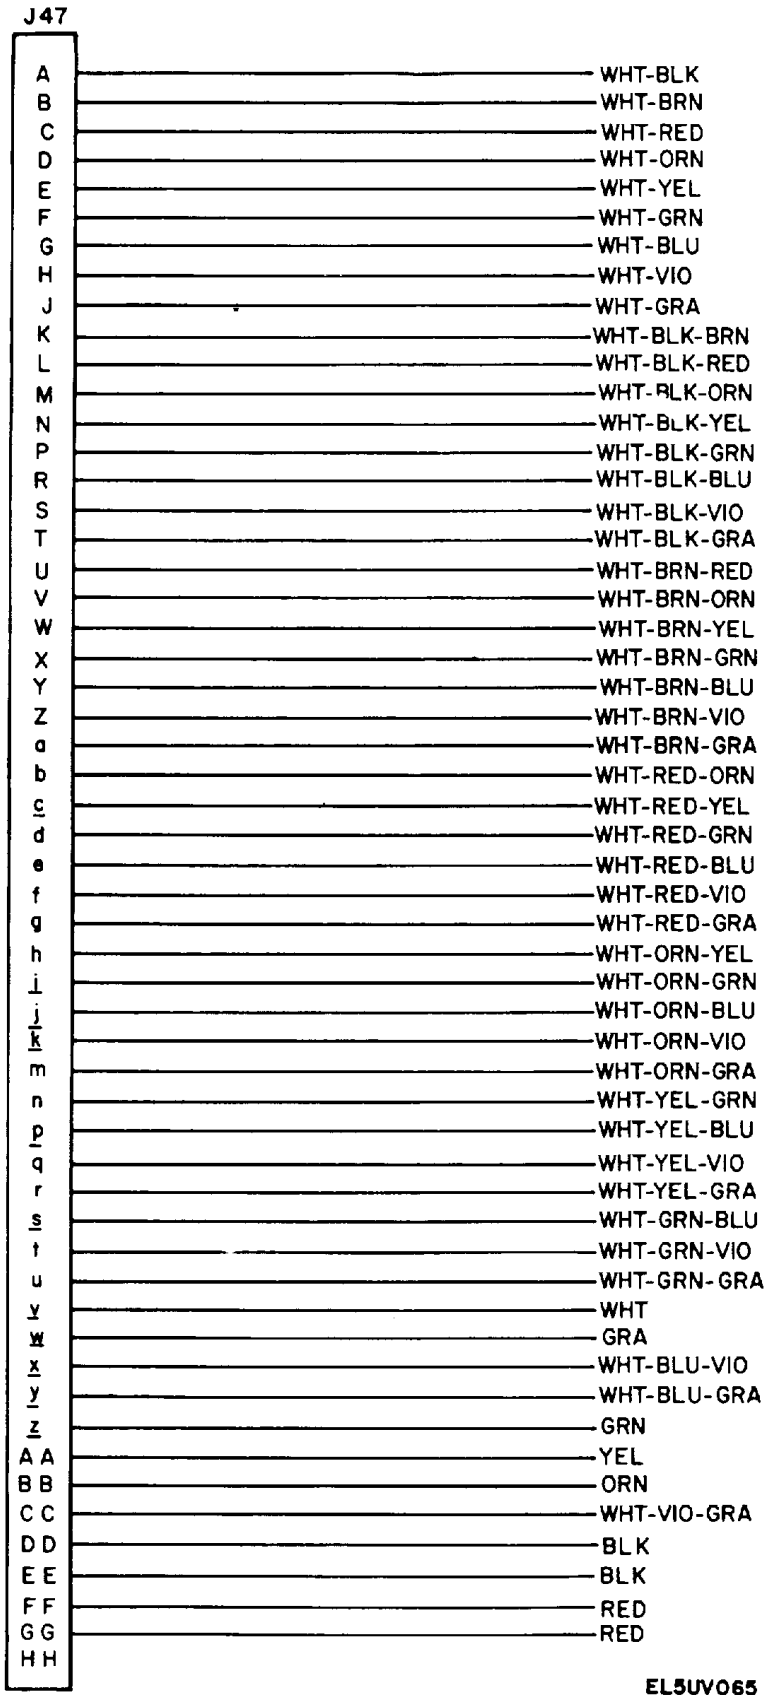 J47
A WHT-BLK
B WHT-BRN
C WHT-RED
D WHT-ORN
E WHT-YEL
F WHT-GRN
G WHT-BLU
H WHT-VIO
J WHT-GRA
K WHT-BLK-BRN
L WHT-BLK-RED
M WHT-BLK-ORN
N WHT-BLK-YEL
P WHT-BLK-GRN
R WHT-BLK-BLU
S WHT-BLK-VIO
T WHT-BLK-GRA
U WHT-BRN-RED
V WHT-BRN-ORN
W WHT-BRN-YEL
X WHT-BRN-GRN
Y WHT-BRN-BLU
Z WHT-BRN-VIO
a WHT-BRN-GRA
b WHT-RED-ORN
c WHT-RED-YEL
d WHT-RED-GRN
e WHT-RED-BLU
f WHT-RED-VIO
g WHT-RED-GRA
h WHT-ORN-YEL
i WHT-ORN-GRN
j WHT-ORN-BLU
k WHT-ORN-VIO
m WHT-ORN-GRA
n WHT-YEL-GRN
p WHT-YEL-BLU
q WHT-YEL-VIO
r WHT-YEL-GRA
s WHT-GRN-BLU
t WHT-GRN-VIO
u WHT-GRN-GRA
v WHT
w GRA
x WHT-BLU-VIO
y WHT-BLU-GRA
z GRN
AA YEL
BB ORN
CC WHT-VIO-GRA
DD BLK
EE BLK
FF RED
GG RED
HH
EL5UV065